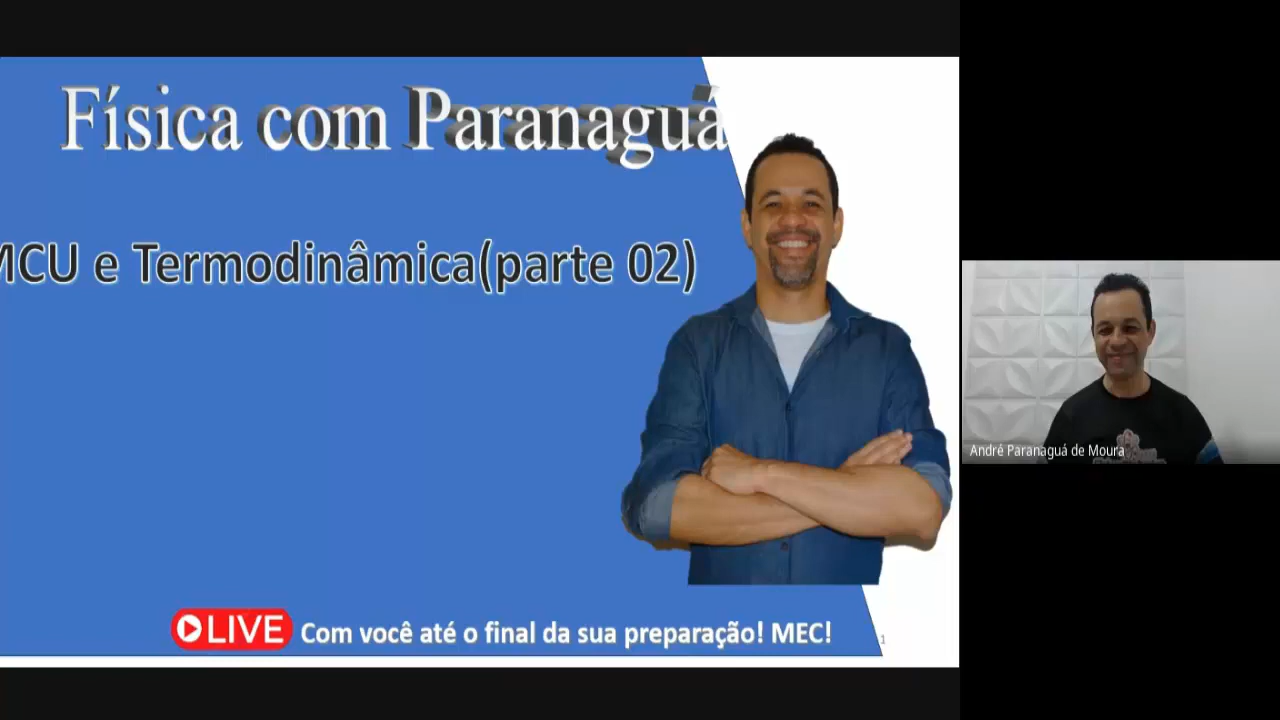 Física com Paranaguá
MCU e Termodinâmica(parte 02)
LIVE Com você até o final da sua preparação! MEC!
1
André Paranaguá de Moura